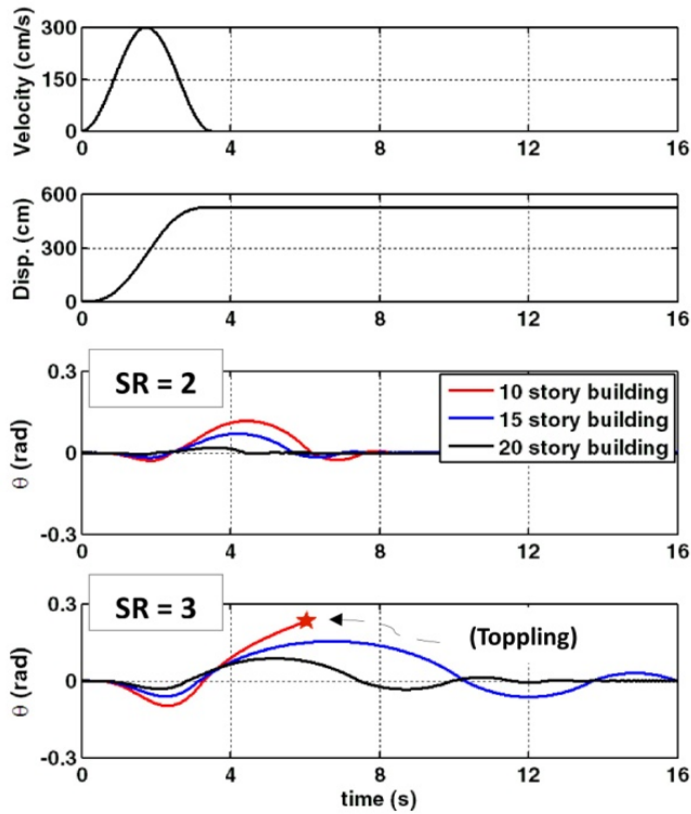 Velocity (cm/s)
300
150
0
4
8
12
16
Disp. (cm)
600
300
0
0
4
8
12
16
SR = 2
θ (rad)
0.3
0
-0.3
10 story building
15 story building
20 story building
0
4
8
12
16
SR = 3
θ (rad)
0.3
0
-0.3
(Toppling)
0
4
8
12
16
time (s)